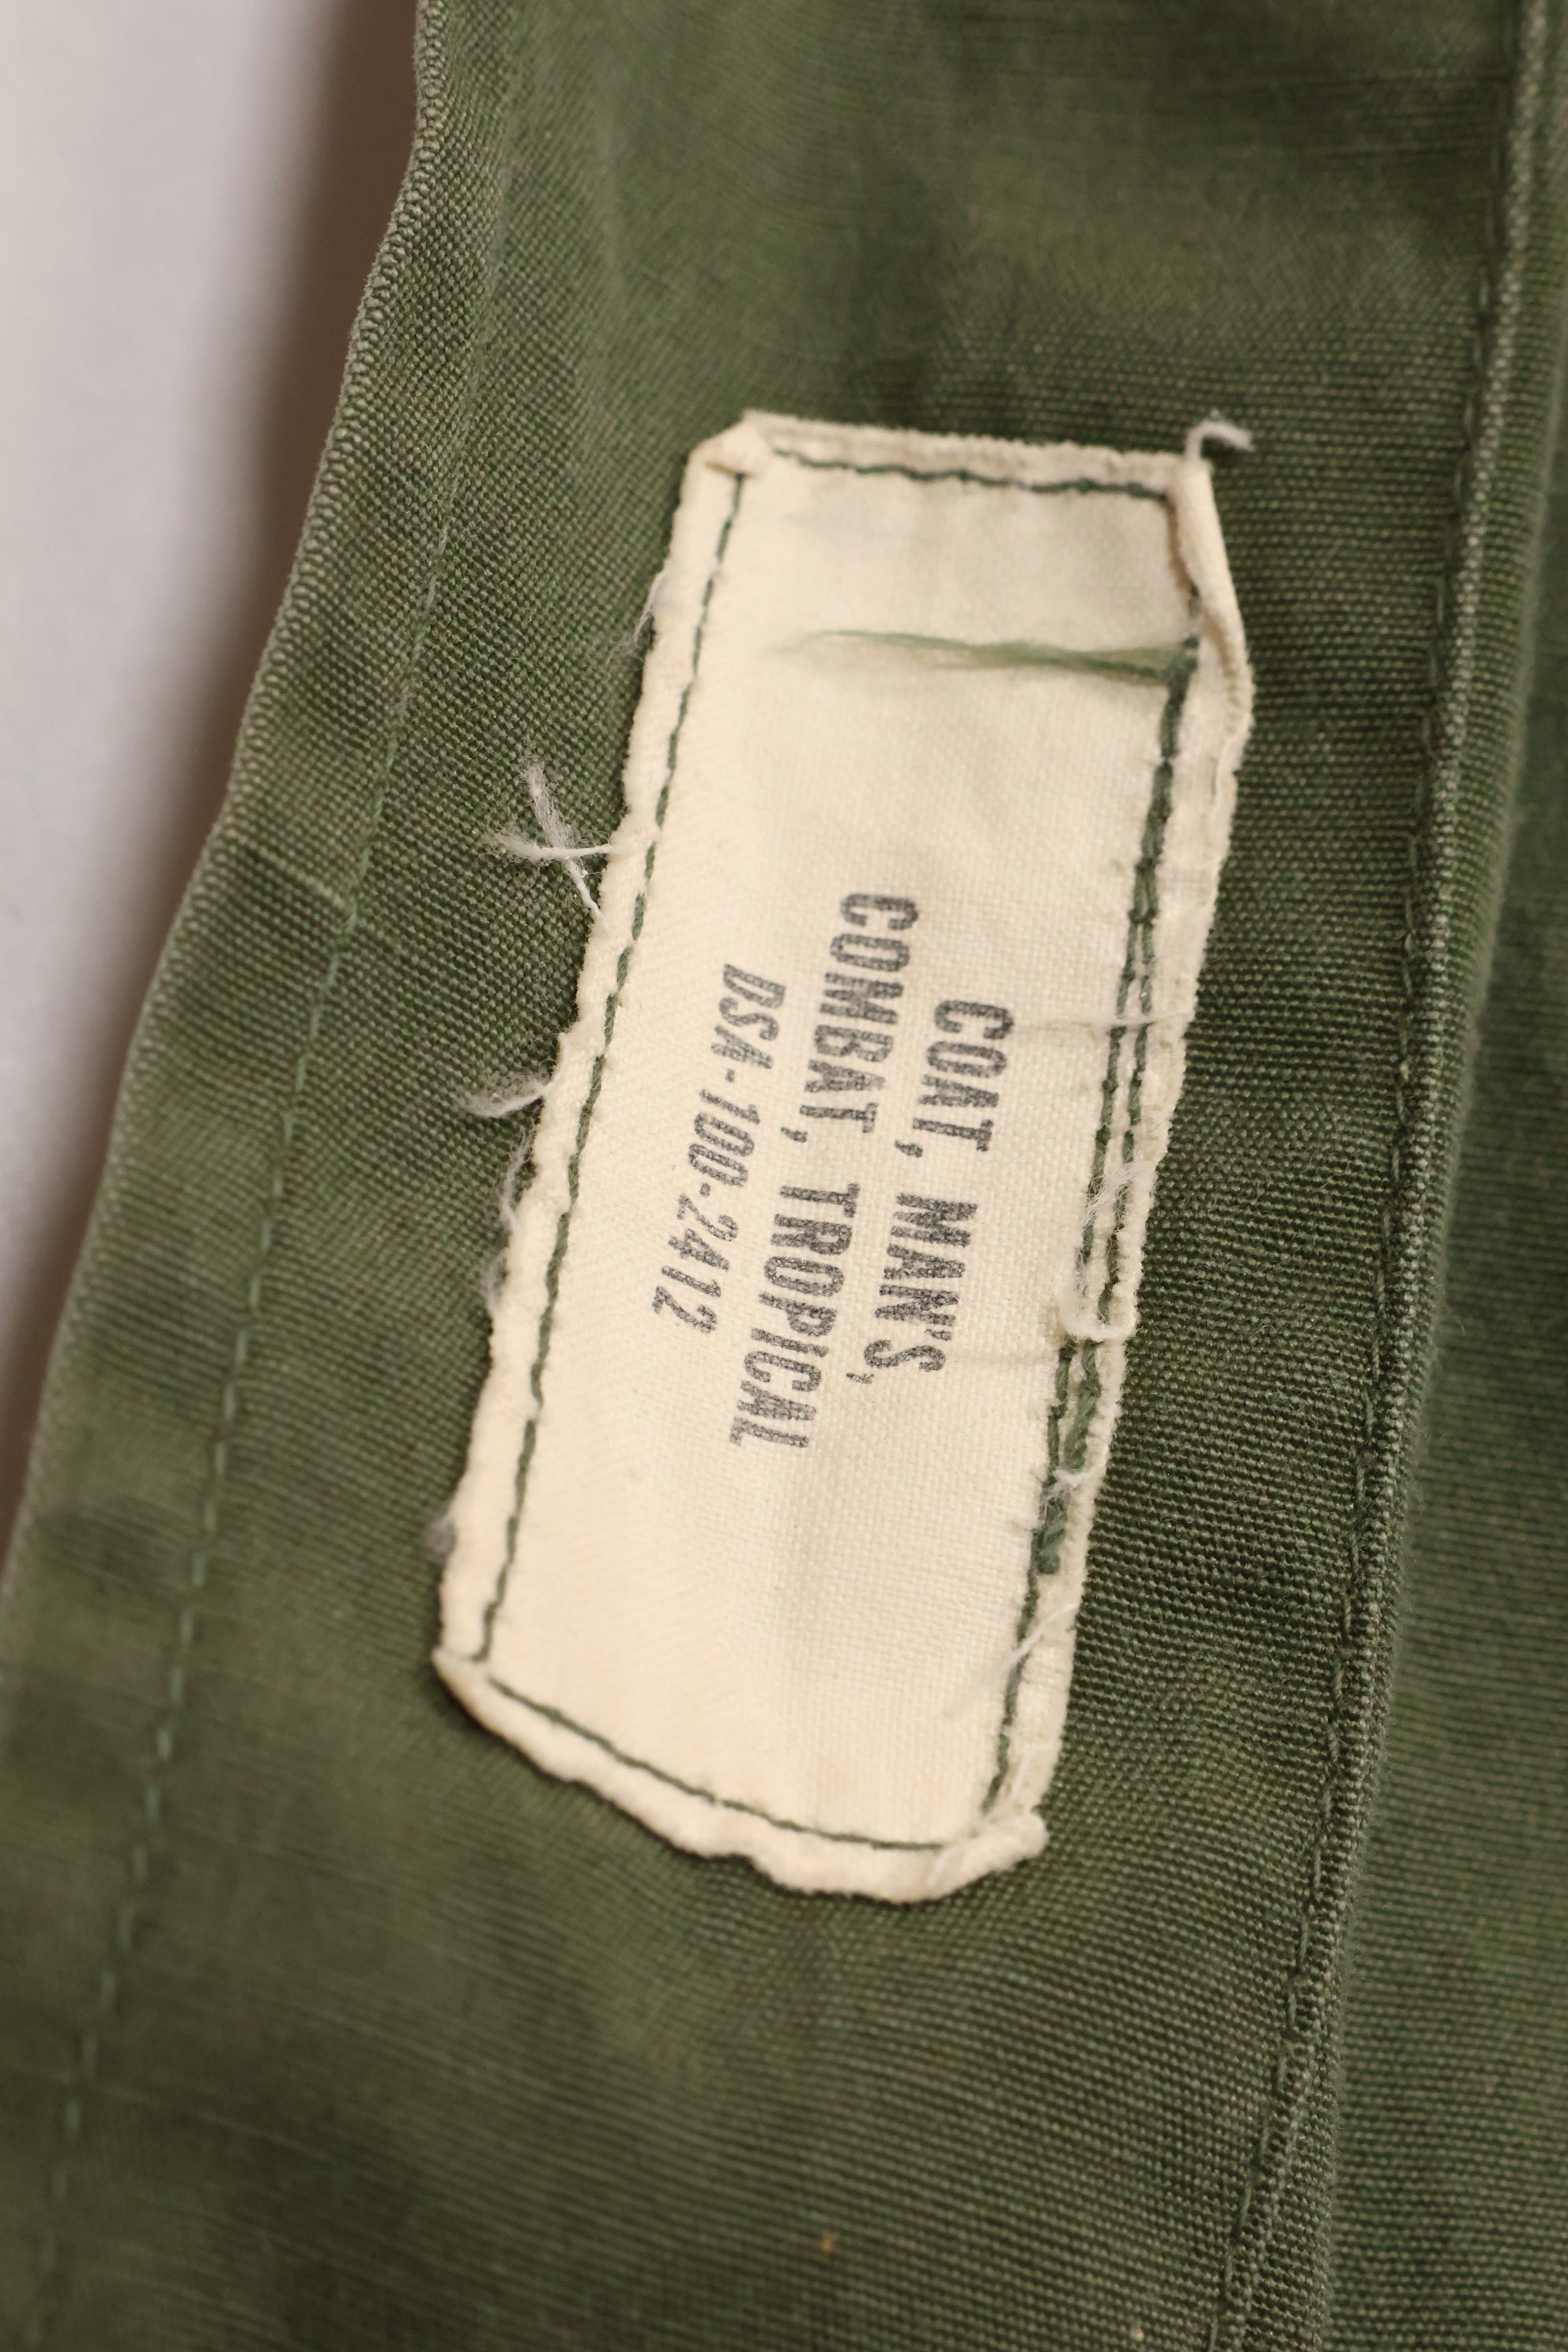 COAT, MAN'S,
COMBAT, TROPICAL
DSA-100-2412